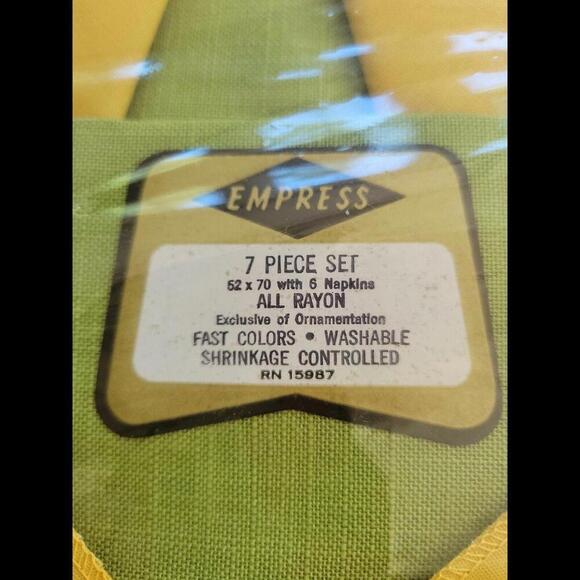 EMPRESS
7 PIECE SET
52 x 70 with 6 Napkins
ALL RAYON
Exclusive of Ornamentation
FAST COLORS • WASHABLE
SHRINKAGE CONTROLLED
RN 15987